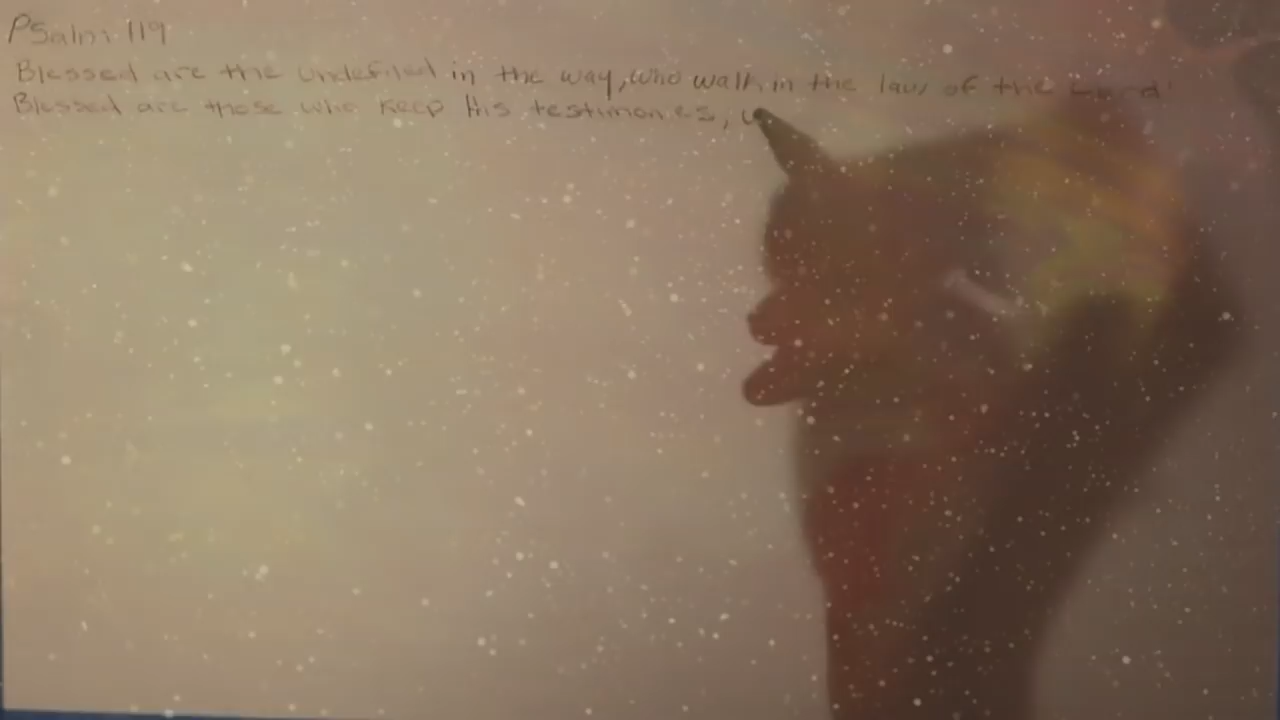 Psalm 119
Blessed are the undefiled in the way, who walk in the law of the Lord!
Blessed are those who keep His testimonies,